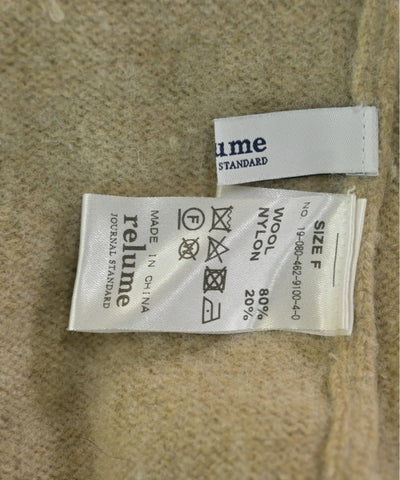 ume
STANDARD
SIZE F
NO 19-080-462-9100-4-0
WOOL 80%
NYLON 20%
MADE IN CHINA
relume
JOURNAL STANDARD